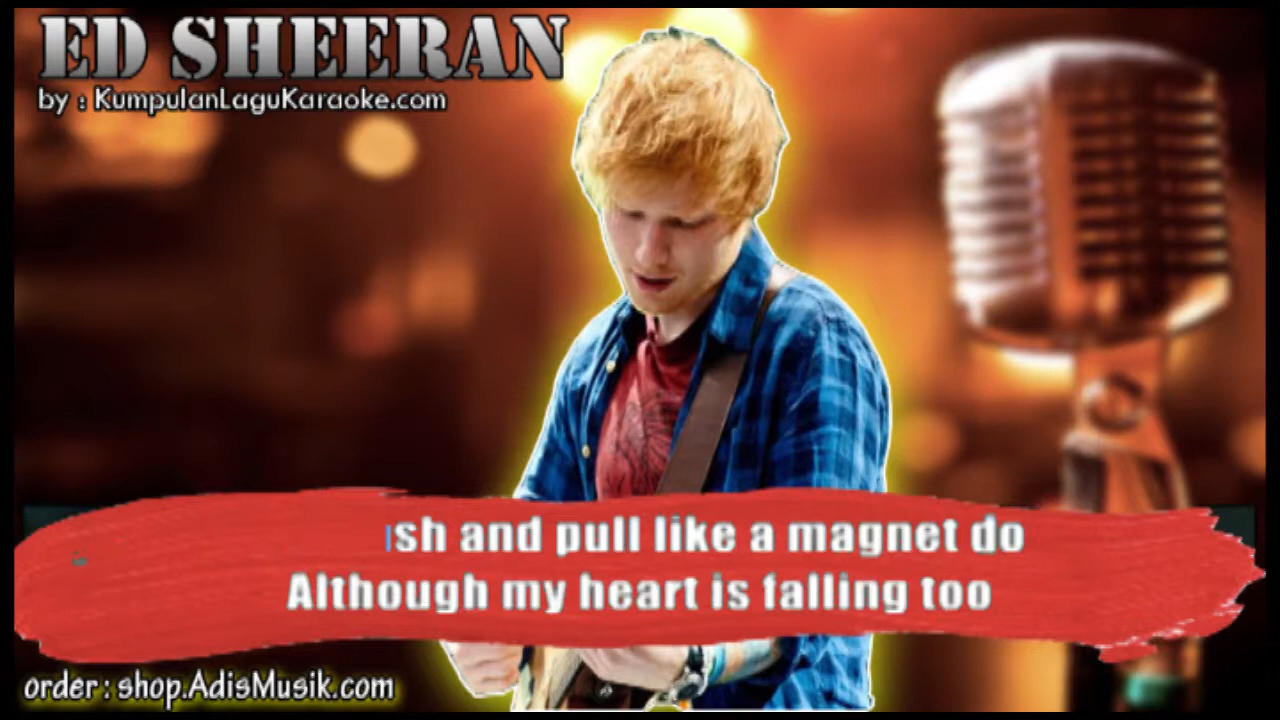 ED SHEERAN
by : KumpulanLaguKaraoke.com
sh and pull like a magnet do
Although my heart is falling too
order : shop.AdisMusik.com